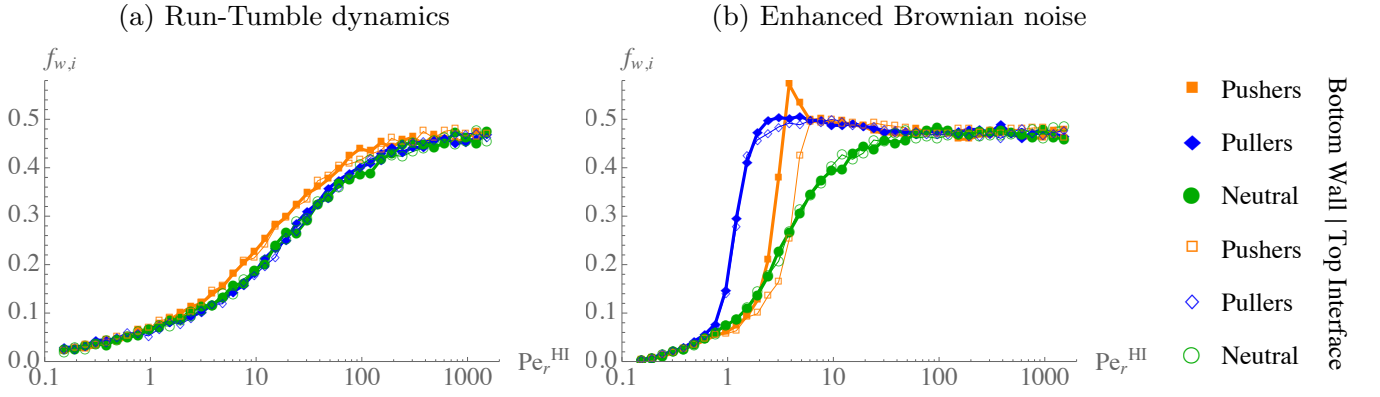 (a) Run-Tumble dynamics
f_{w,i}
0.5
0.4
0.3
0.2
0.1
0.0
0.1
1
10
100
1000
Pe_r^{HI}
(b) Enhanced Brownian noise
f_{w,i}
0.5
0.4
0.3
0.2
0.1
0.0
0.1
1
10
100
1000
Pe_r^{HI}
Pushers
Pullers
Neutral
Pushers
Pullers
Neutral
Bottom Wall | Top Interface